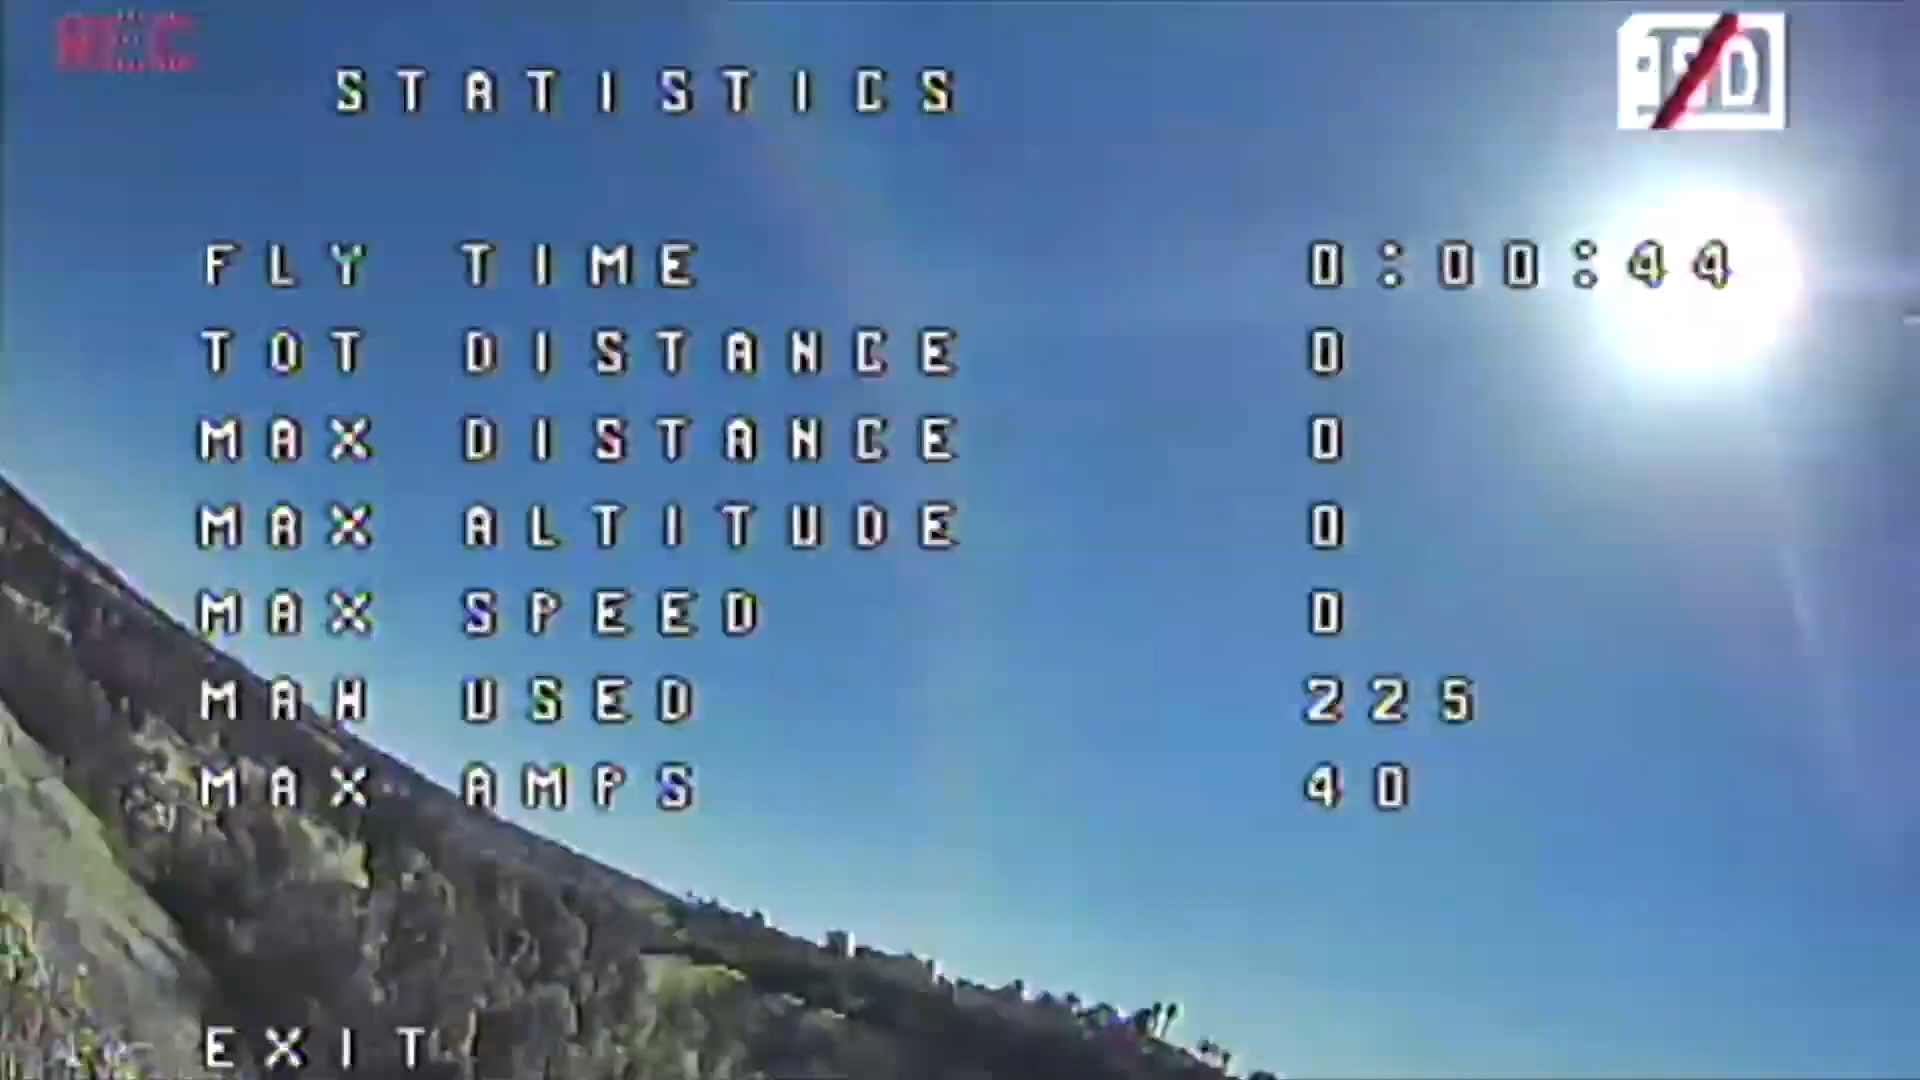 REC
SD
STATISTICS
FLY TIME 0:00:44
TOT DISTANCE 0
MAX DISTANCE 0
MAX ALTITUDE 0
MAX SPEED 0
MAH USED 225
MAX AMPS 40
EXIT